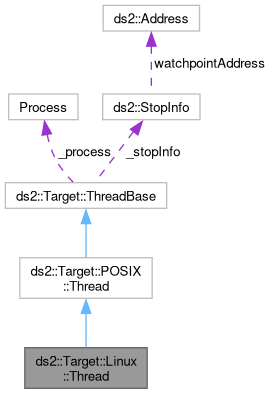 ds2::Address
watchpointAddress
Process
ds2::StopInfo
_process
_stopInfo
ds2::Target::ThreadBase
ds2::Target::POSIX
::Thread
ds2::Target::Linux
::Thread